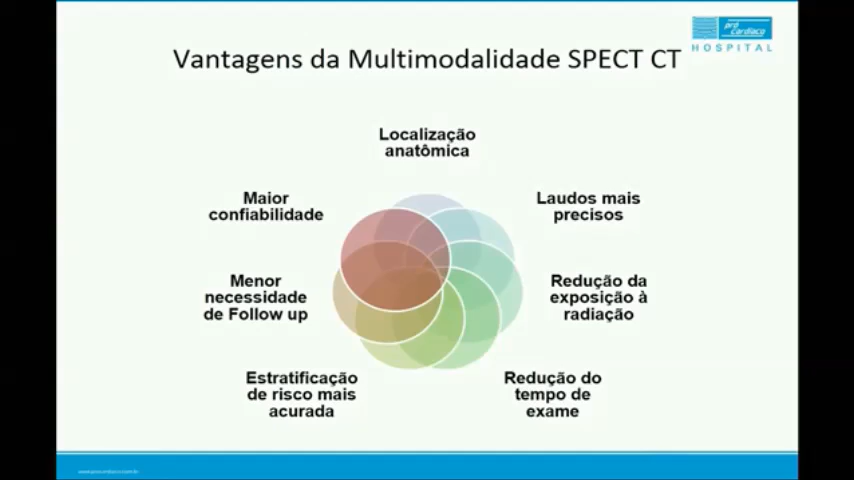 pró
cardíaco
HOSPITAL
Vantagens da Multimodalidade SPECT CT
Localização
anatômica
Laudos mais
precisos
Redução da
exposição à
radiação
Redução do
tempo de
exame
Estratificação
de risco mais
acurada
Menor
necessidade
de Follow up
Maior
confiabilidade